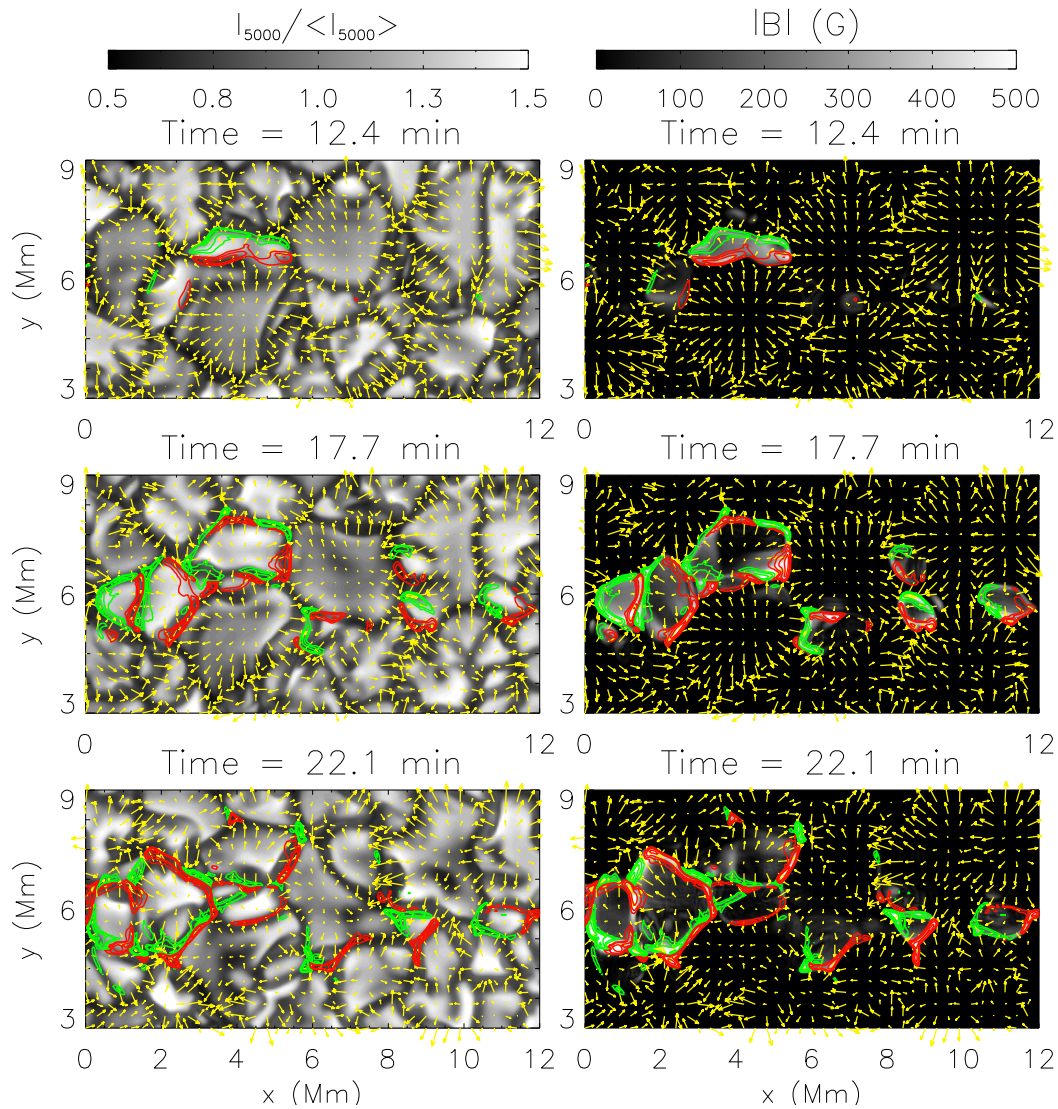 I5000/<I5000> |B| (G)
0.5 0.8 1.0 1.3 1.5 0 100 200 300 400 500
Time = 12.4 min Time = 12.4 min
9 9
y (Mm) 6 y (Mm) 6
3 3
0 12 0 12
Time = 17.7 min Time = 17.7 min
9 9
y (Mm) 6 y (Mm) 6
3 3
0 12 0 12
Time = 22.1 min Time = 22.1 min
9 9
y (Mm) 6 y (Mm) 6
3 3
0 2 4 6 8 10 12 0 2 4 6 8 10 12
x (Mm) x (Mm)